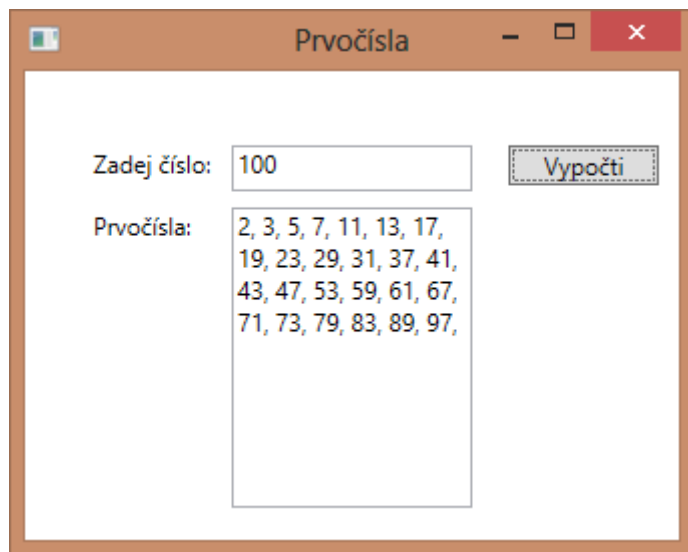 Prvočísla
Zadej číslo: 100 Vypočti
Prvočísla: 2, 3, 5, 7, 11, 13, 17,
19, 23, 29, 31, 37, 41,
43, 47, 53, 59, 61, 67,
71, 73, 79, 83, 89, 97,